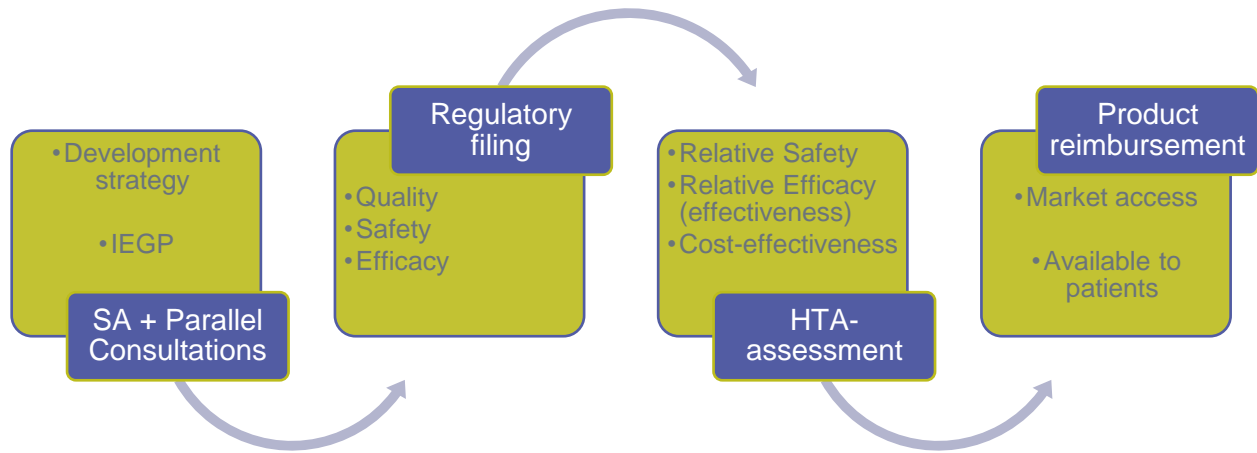 •Development
strategy
•IEGP
SA + Parallel
Consultations
Regulatory
filing
•Quality
•Safety
•Efficacy
•Relative Safety
•Relative Efficacy
(effectiveness)
•Cost-effectiveness
HTA-
assessment
Product
reimbursement
•Market access
•Available to
patients